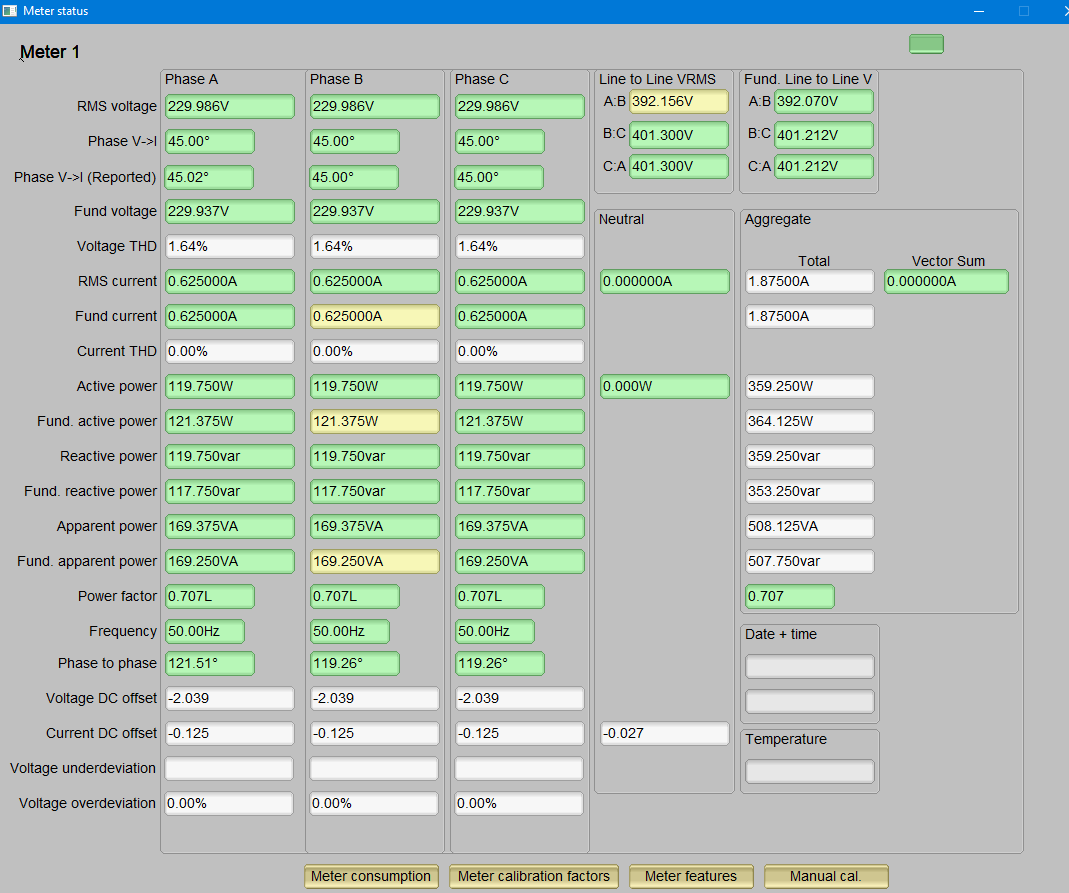 Meter status
Meter 1
Phase A Phase B Phase C Line to Line VRMS Fund. Line to Line V
RMS voltage 229.986V 229.986V 229.986V A:B 392.156V A:B 392.070V
Phase V->I 45.00° 45.00° 45.00° B:C 401.300V B:C 401.212V
Phase V->I (Reported) 45.02° 45.00° 45.00° C:A 401.300V C:A 401.212V
Fund voltage 229.937V 229.937V 229.937V Neutral Aggregate
Voltage THD 1.64% 1.64% 1.64%
Total Vector Sum
RMS current 0.625000A 0.625000A 0.625000A 0.000000A 1.87500A 0.000000A
Fund current 0.625000A 0.625000A 0.625000A 1.87500A
Current THD 0.00% 0.00% 0.00%
Active power 119.750W 119.750W 119.750W 0.000W 359.250W
Fund. active power 121.375W 121.375W 121.375W 364.125W
Reactive power 119.750var 119.750var 119.750var 359.250var
Fund. reactive power 117.750var 117.750var 117.750var 353.250var
Apparent power 169.375VA 169.375VA 169.375VA 508.125VA
Fund. apparent power 169.250VA 169.250VA 169.250VA 507.750var
Power factor 0.707L 0.707L 0.707L 0.707
Frequency 50.00Hz 50.00Hz 50.00Hz Date + time
Phase to phase 121.51° 119.26° 119.26°
Voltage DC offset -2.039 -2.039 -2.039
Current DC offset -0.125 -0.125 -0.125 -0.027 Temperature
Voltage underdeviation
Voltage overdeviation 0.00% 0.00% 0.00%
Meter consumption Meter calibration factors Meter features Manual cal.